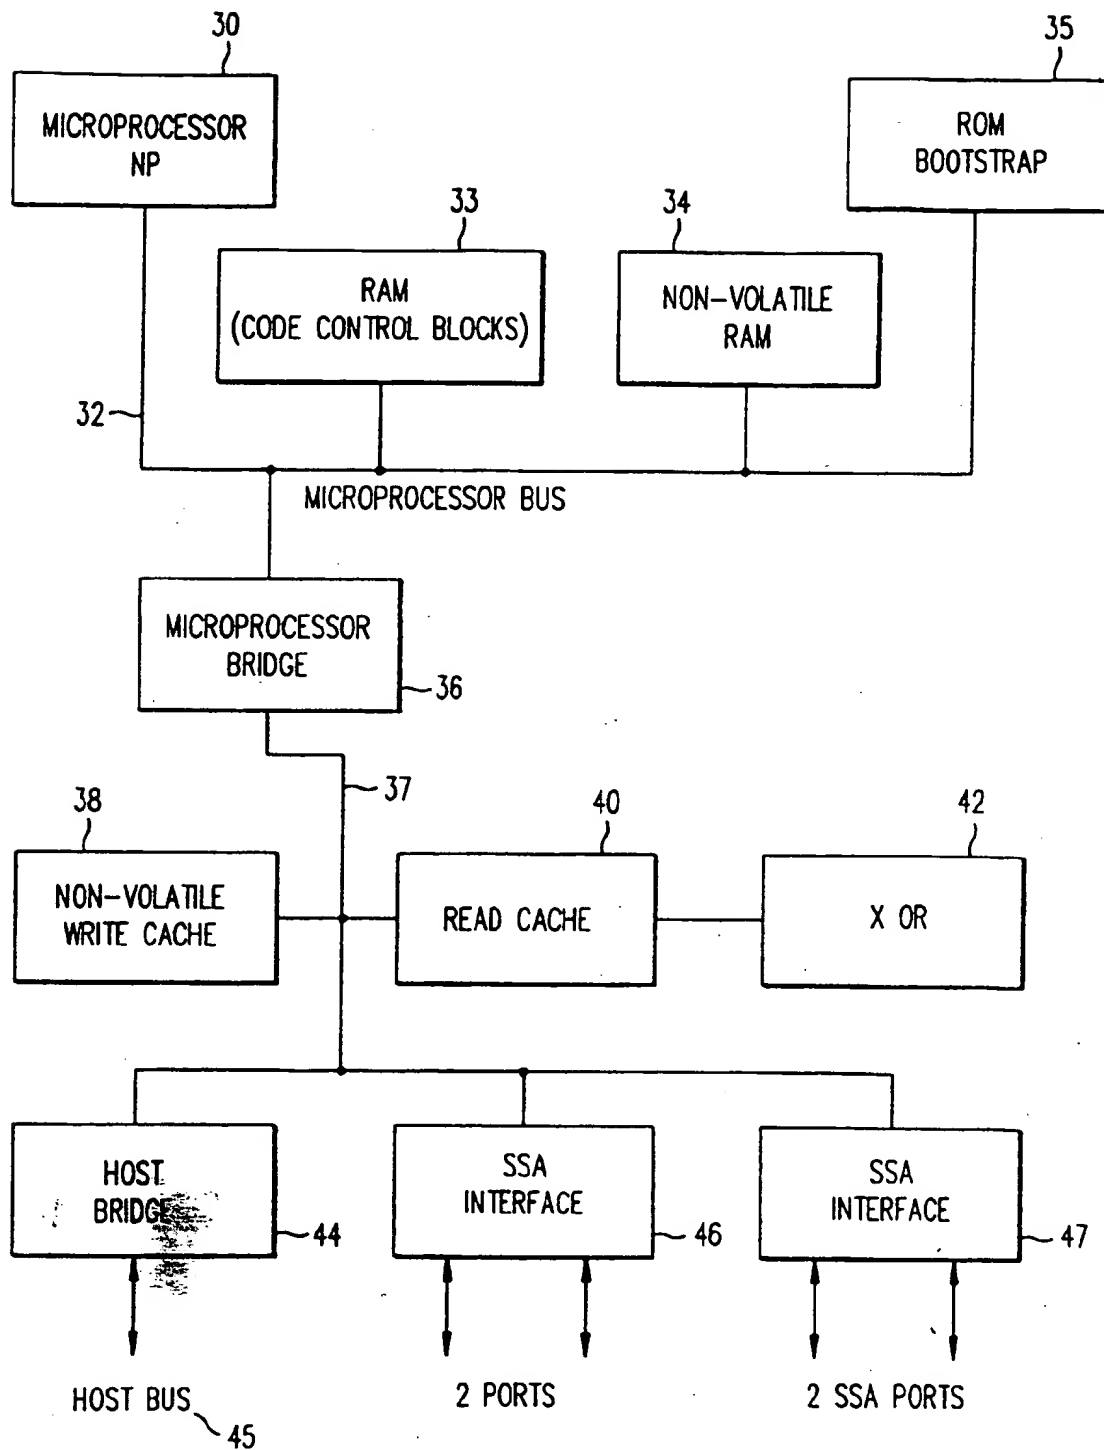 30
35
MICROPROCESSOR
NP
ROM
BOOTSTRAP
33
34
RAM
(CODE CONTROL BLOCKS)
NON-VOLATILE
RAM
32
MICROPROCESSOR BUS
MICROPROCESSOR
BRIDGE
36
37
38
40
42
NON-VOLATILE
WRITE CACHE
READ CACHE
X OR
HOST
BRIDGE
44
SSA
INTERFACE
46
SSA
INTERFACE
47
HOST BUS
45
2 PORTS
2 SSA PORTS